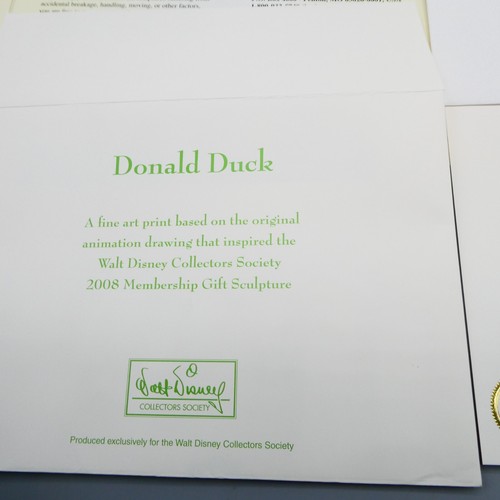 accidental breakage, handling, moving, or other factors.
Donald Duck
A fine art print based on the original
animation drawing that inspired the
Walt Disney Collectors Society
2008 Membership Gift Sculpture
Walt Disney
COLLECTORS SOCIETY
Produced exclusively for the Walt Disney Collectors Society